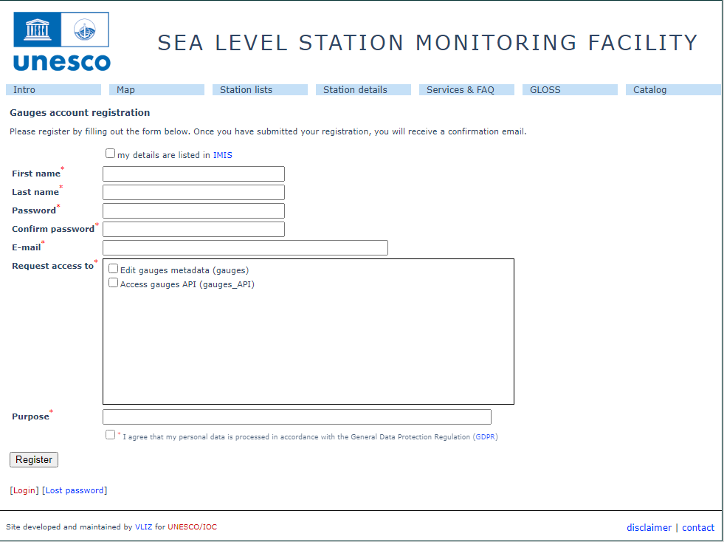 unesco
SEA LEVEL STATION MONITORING FACILITY
Intro Map Station lists Station details Services & FAQ GLOSS Catalog
Gauges account registration
Please register by filling out the form below. Once you have submitted your registration, you will receive a confirmation email.
my details are listed in IMIS
First name*
Last name*
Password*
Confirm password*
E-mail*
Request access to*
Edit gauges metadata (gauges)
Access gauges API (gauges_API)
Purpose*
* I agree that my personal data is processed in accordance with the General Data Protection Regulation (GDPR)
Register
[Login] [Lost password]
Site developed and maintained by VLIZ for UNESCO/IOC
disclaimer | contact